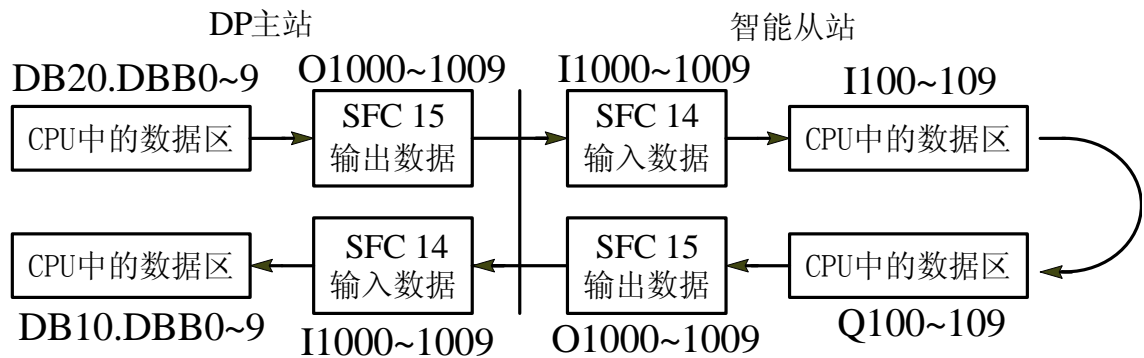 DP主站
智能从站
DB20.DBB0~9
O1000~1009
I1000~1009
I100~109
CPU中的数据区
SFC 15
输出数据
SFC 14
输入数据
CPU中的数据区
CPU中的数据区
SFC 14
输入数据
SFC 15
输出数据
CPU中的数据区
DB10.DBB0~9
I1000~1009
O1000~1009
Q100~109